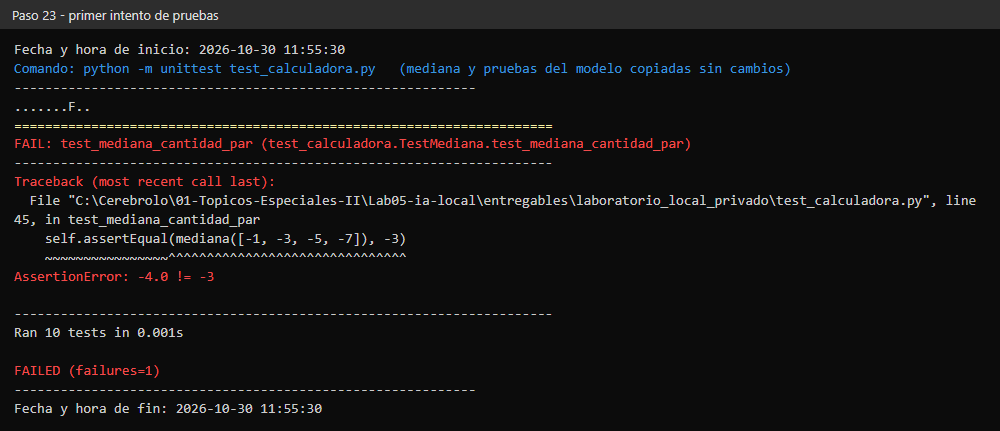 Paso 23 - primer intento de pruebas
Fecha y hora de inicio: 2026-10-30 11:55:30
Comando: python -m unittest test_calculadora.py   (mediana y pruebas del modelo copiadas sin cambios)
------------------------------------------------------------
.......F..
======================================================================
FAIL: test_mediana_cantidad_par (test_calculadora.TestMediana.test_mediana_cantidad_par)
----------------------------------------------------------------------
Traceback (most recent call last):
  File "C:\Cerebrolo\01-Topicos-Especiales-II\Lab05-ia-local\entregables\laboratorio_local_privado\test_calculadora.py", line
45, in test_mediana_cantidad_par
    self.assertEqual(mediana([-1, -3, -5, -7]), -3)
    ~~~~~~~~~~~~~~~~^^^^^^^^^^^^^^^^^^^^^^^^^^^^^^^
AssertionError: -4.0 != -3

----------------------------------------------------------------------
Ran 10 tests in 0.001s

FAILED (failures=1)
------------------------------------------------------------
Fecha y hora de fin: 2026-10-30 11:55:30